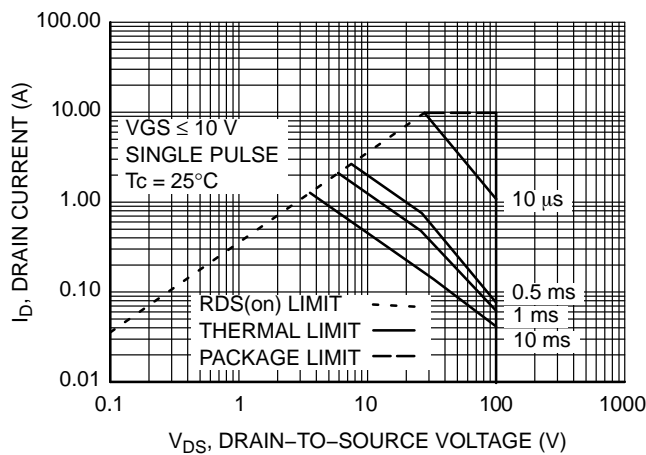 100.00
10.00
1.00
0.10
0.01
I_D, DRAIN CURRENT (A)
VGS ≤ 10 V
SINGLE PULSE
Tc = 25°C
10 µs
0.5 ms
1 ms
10 ms
RDS(on) LIMIT
THERMAL LIMIT
PACKAGE LIMIT
0.1
1
10
100
1000
V_DS, DRAIN−TO−SOURCE VOLTAGE (V)